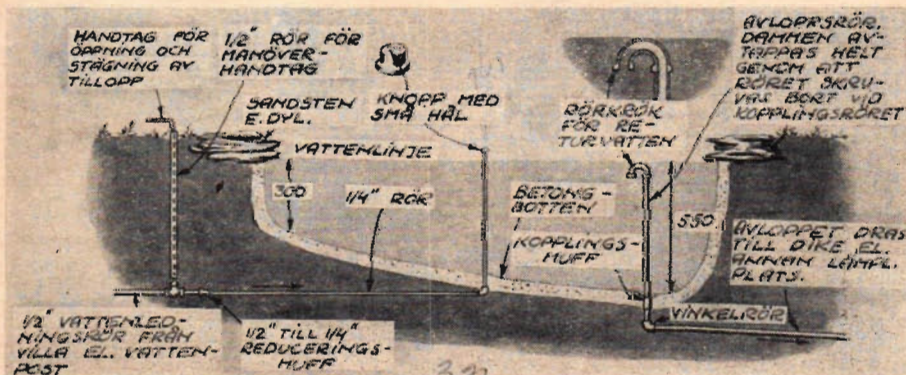 HANDTAG FÖR
ÖPPNING OCH
STÄGNING AV
TILLOPP
1/2" RÖR FÖR
MANÖVER-
HANDTAG
SANDSTEN
E. DYL.
KNOPP MED
SMÅ HÅL
VATTENLINJE
RÖRKRÖK
FÖR RE-
TURVATTEN
AVLOPPSRÖR.
DAMMEN AV-
TAPPAS HELT
GENOM ATT
RÖRET SKRU-
VAS BORT VID
KOPPLINGSRÖRET
300
1/4" RÖR
BETONG-
BOTTEN
KOPPLINGS-
MUFF
550
AVLOPPET DRAS
TILL DIKE EL.
ANNAN LÄMPL.
PLATS.
VINKELRÖR
1/2" VATTENLED-
NINGSRÖR FRÅN
VILLA EL. VATTEN-
POST
1/2" TILL 1/4"
REDUCERINGS-
MUFF